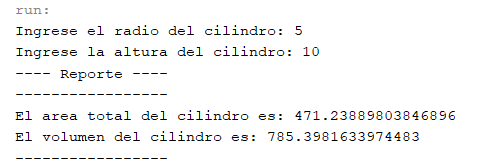 run:
Ingrese el radio del cilindro: 5
Ingrese la altura del cilindro: 10
---- Reporte ----
-----------------
El area total del cilindro es: 471.23889803846896
El volumen del cilindro es: 785.3981633974483
-----------------